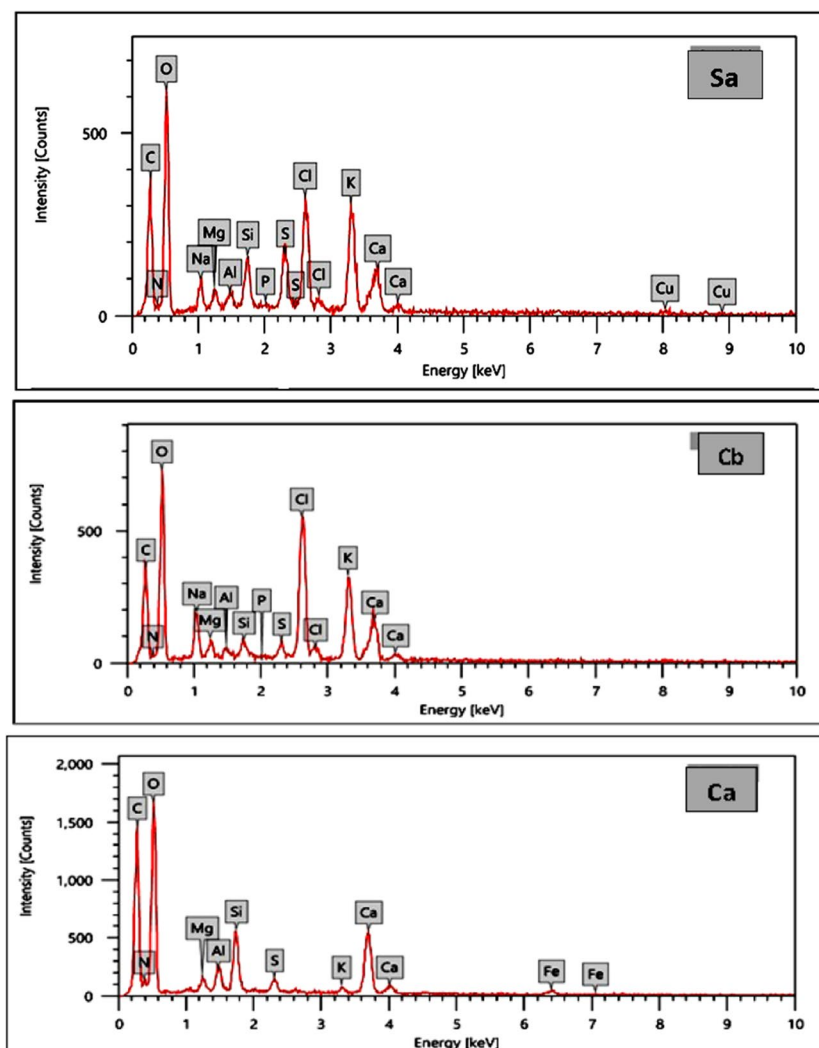 Sa
O
C
Cl
K
Mg
Si
S
Ca
Na
Al
N
P
S
Cl
Ca
Cu
Cu
500
0
0 1 2 3 4 5 6 7 8 9 10
Intensity [Counts]
Energy [keV]
Cb
O
Cl
C
K
Na
Al
P
Ca
N
Mg
Si
S
Cl
Ca
500
0
0 1 2 3 4 5 6 7 8 9 10
Intensity [Counts]
Energy [keV]
Ca
2,000
1,500
1,000
500
0
C
O
Si
Ca
Mg
Al
N
S
K
Ca
Fe
Fe
0 1 2 3 4 5 6 7 8 9 10
Intensity [Counts]
Energy [keV]